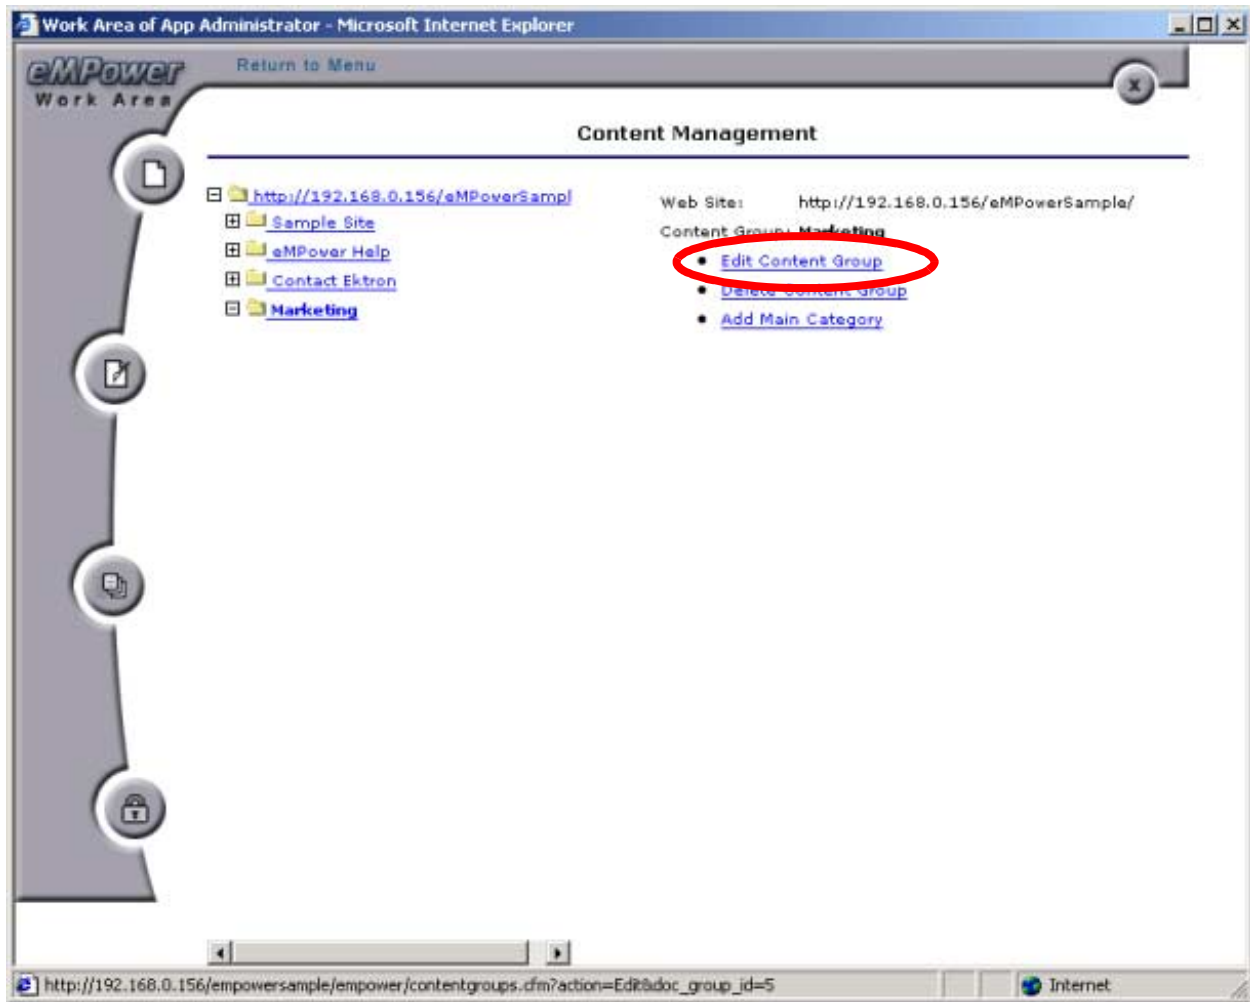 Work Area of App Administrator - Microsoft Internet Explorer
eMPower
Return to Menu
Work Area
x
Content Management
http://192.168.0.156/eMPowerSampl
Sample Site
eMPower Help
Contact Ektron
Marketing
Web Site: http://192.168.0.156/eMPowerSample/
Content Group: Marketing
• Edit Content Group
• Delete Content Group
• Add Main Category
http://192.168.0.156/empowersample/empower/contentgroups.cfm?action=Edit&doc_group_id=5
Internet